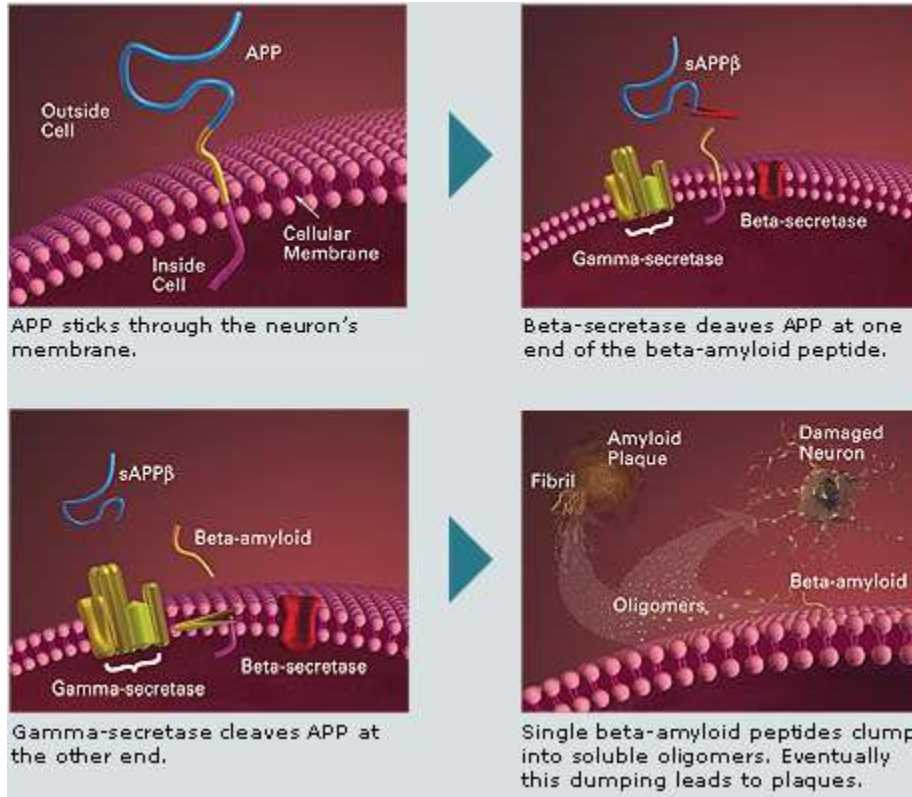 APP
Outside
Cell
Cellular
Membrane
Inside
Cell
APP sticks through the neuron's
membrane.
sAPPβ
Beta-secretase
Gamma-secretase
Beta-secretase deaves APP at one
end of the beta-amyloid peptide.
sAPPβ
Beta-amyloid
Beta-secretase
Gamma-secretase
Gamma-secretase cleaves APP at
the other end.
Amyloid
Plaque
Damaged
Neuron
Fibril
Beta-amyloid
Oligomers
Single beta-amyloid peptides clump
into soluble oligomers. Eventually
this dumping leads to plaques.